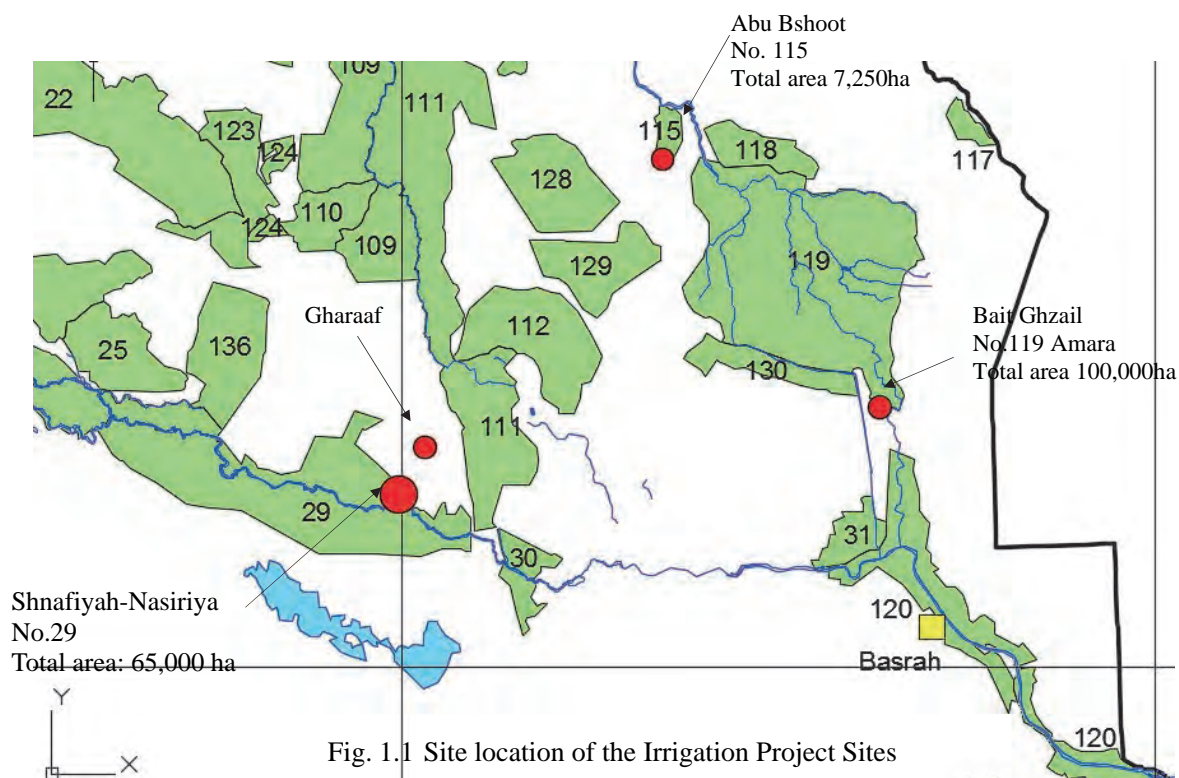 Abu Bshoot
No. 115
Total area 7,250ha
109
111
22
123
115
124
118
117
128
110
124
109
129
119
Gharaaf
112
Bait Ghzail
No.119 Amara
Total area 100,000ha
25
136
130
111
29
31
30
Shnafiyah-Nasiriya
No.29
Total area: 65,000 ha
120
Basrah
Y
X
120
Fig. 1.1 Site location of the Irrigation Project Sites